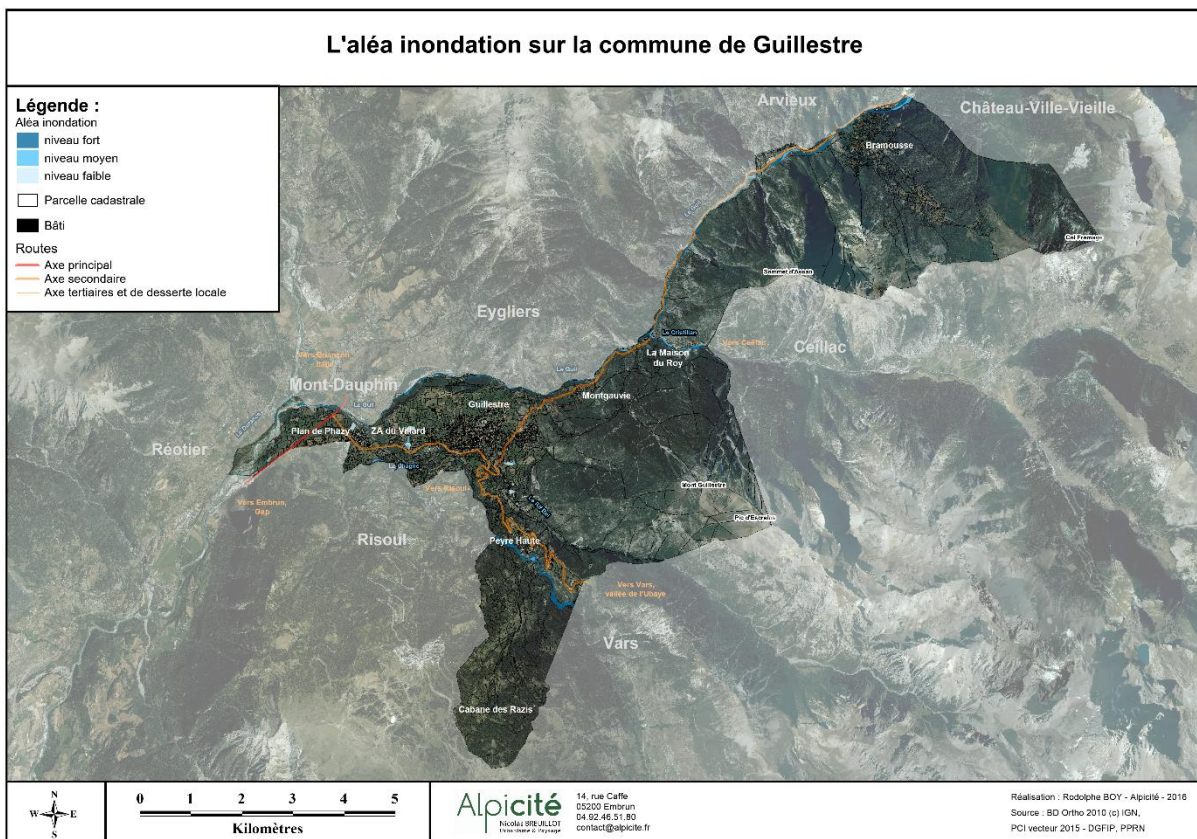 L'aléa inondation sur la commune de Guillestre
Légende :
Aléa inondation
niveau fort
niveau moyen
niveau faible
Parcelle cadastrale
Bâti
Routes
Axe principal
Axe secondaire
Axe tertiaires et de desserte locale
Arvieux
Château-Ville-Vieille
Bramousse
Le Guil
Eygliers
Le Cristillan
Vers Ceillac
Ceillac
La Maison
du Roy
Le Guil
Montgauvie
Mont-Dauphin
Le Guil
Guillestre
Plan de Phazy
ZA du Villard
Réotier
Vers Embrun,
Gap
Vers Risoul
Mont Guillestre
Risoul
Peyre Haute
Vers Vars,
vallée de l'Ubaye
Vars
Cabane des Razis
N
W
E
S
0 1 2 3 4 5
Kilomètres
Alpicité
Nicolas BREUILLOT
Urbanisme & Paysage
14, rue Caffe
05200 Embrun
04.92.46.51.80
contact@alpicite.fr
Réalisation : Rodolphe BOY - Alpicité - 2016
Source : BD Ortho 2010 (c) IGN,
PCI vecteur 2015 - DGFIP, PPRN